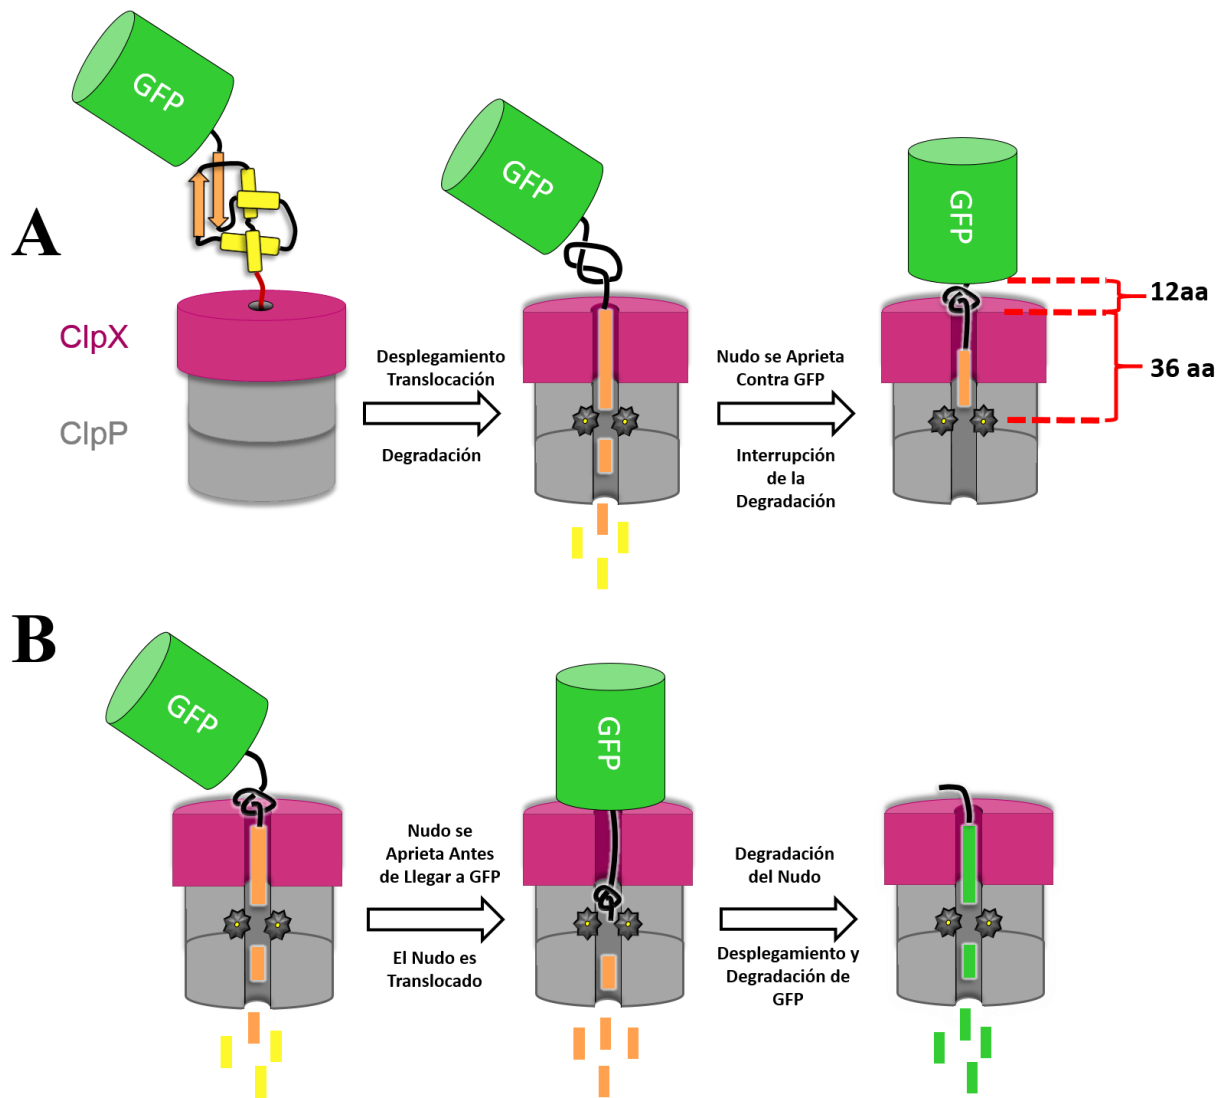 GFP
A
ClpX
ClpP
Desplegamiento
Translocación
Degradación
GFP
Nudo se Aprieta
Contra GFP
Interrupción
de la
Degradación
GFP
12aa
36 aa
B
GFP
Nudo se
Aprieta Antes
de Llegar a GFP
El Nudo es
Translocado
GFP
Degradación
del Nudo
Desplegamiento y
Degradación de
GFP